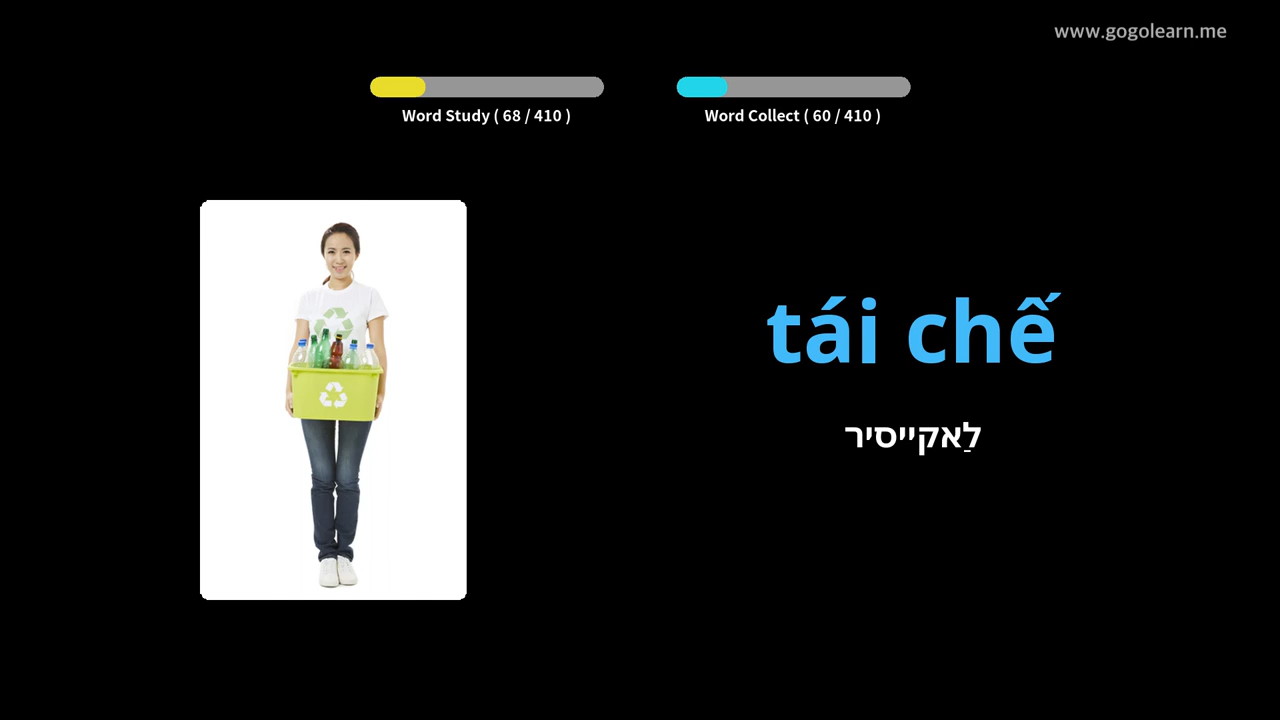 www.gogolearn.me
Word Study ( 68 / 410 )
Word Collect ( 60 / 410 )
tái chế
לַאקייסיר